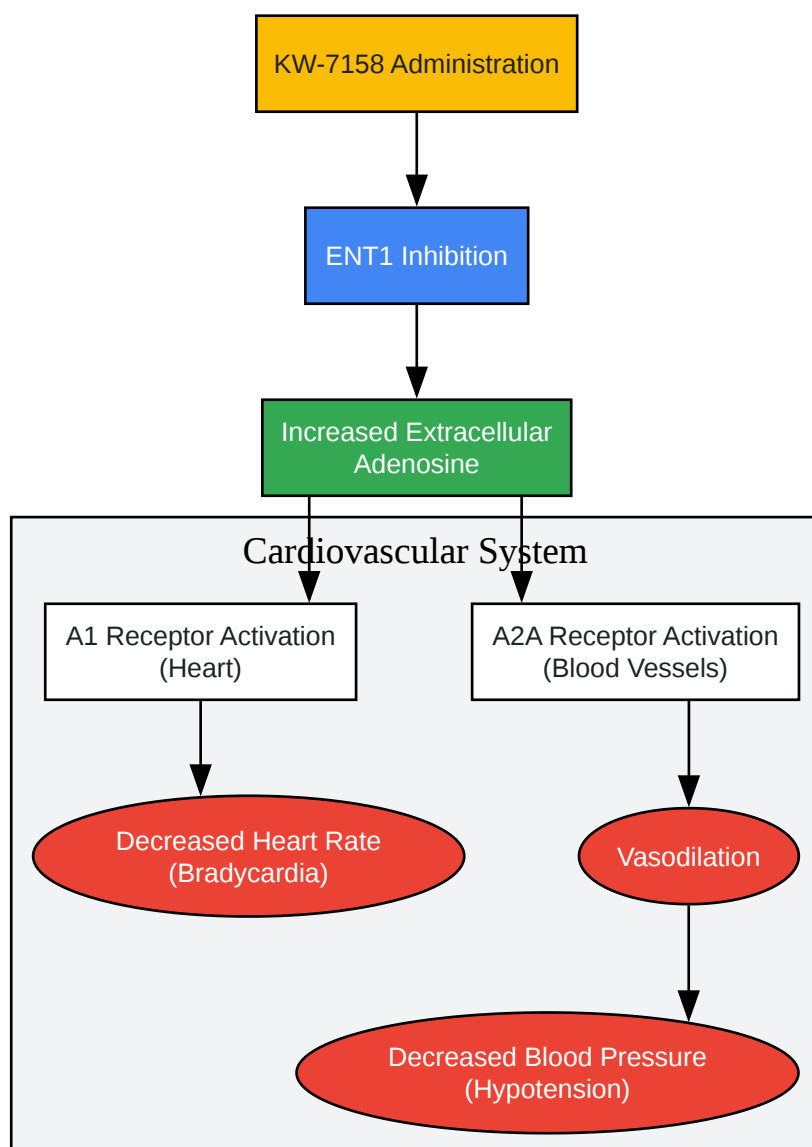 KW-7158 Administration
ENT1 Inhibition
Increased Extracellular
Adenosine
Cardiovascular System
A1 Receptor Activation
(Heart)
A2A Receptor Activation
(Blood Vessels)
Decreased Heart Rate
(Bradycardia)
Vasodilation
Decreased Blood Pressure
(Hypotension)